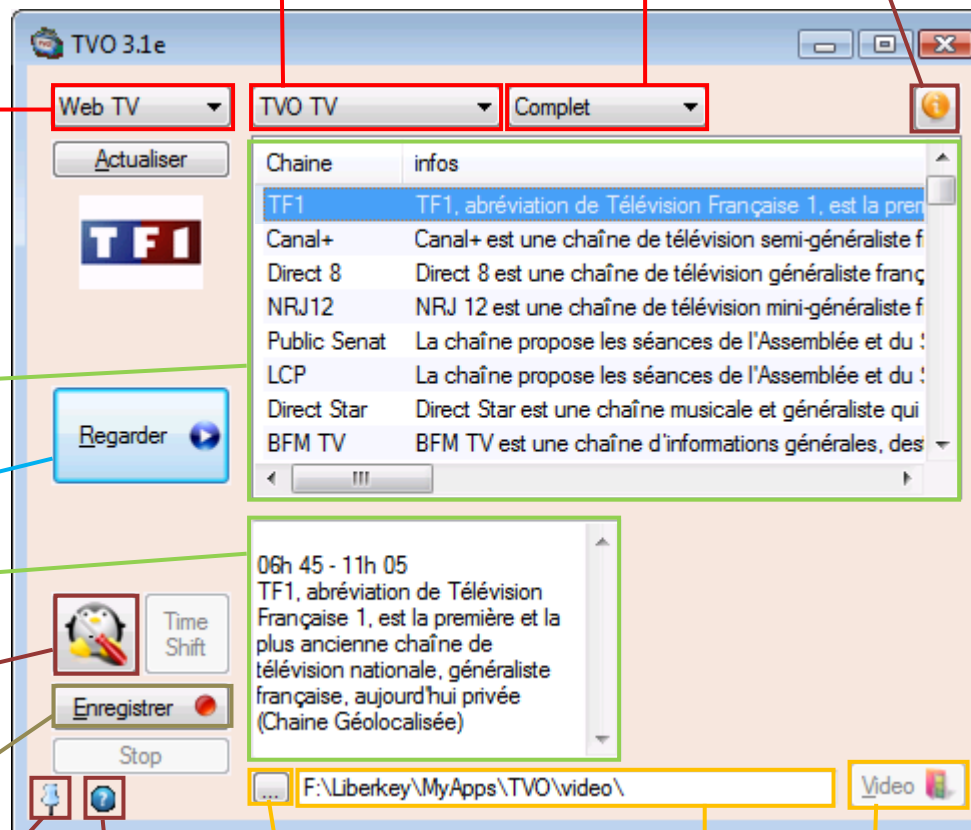 TVO 3.1e
Web TV
TVO TV
Complet
Actualiser
TF1
Chaine infos
TF1 TF1, abréviation de Télévision Française 1, est la pren
Canal+ Canal+ est une chaîne de télévision semi-généraliste f
Direct 8 Direct 8 est une chaîne de télévision généraliste franç
NRJ12 NRJ 12 est une chaîne de télévision mini-généraliste f
Public Senat La chaîne propose les séances de l'Assemblée et du
LCP La chaîne propose les séances de l'Assemblée et du
Direct Star Direct Star est une chaîne musicale et généraliste qui
BFM TV BFM TV est une chaîne d'informations générales, des
Regarder
06h 45 - 11h 05
TF1, abréviation de Télévision
Française 1, est la première et la
plus ancienne chaîne de
télévision nationale, généraliste
française, aujourd'hui privée
(Chaine Géolocalisée)
Time
Shift
Enregistrer
Stop
...
F:\Liberkey\MyApps\TVO\video\
Video